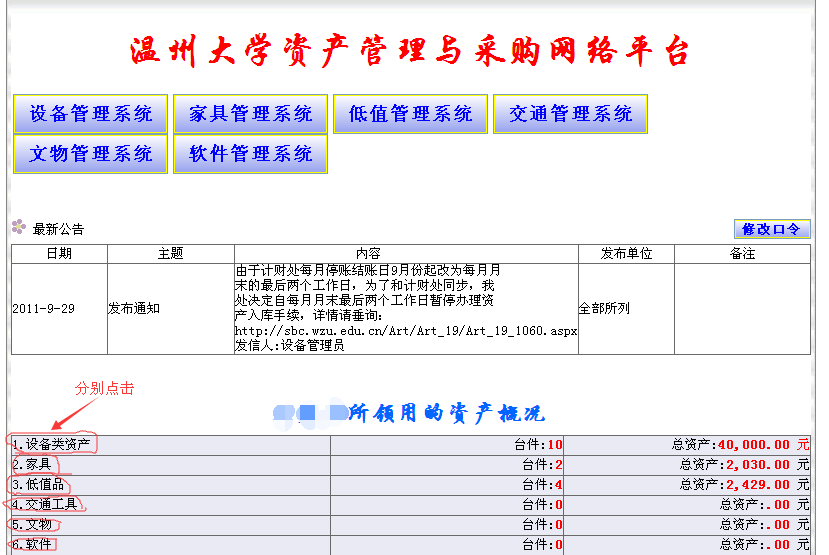 温州大学资产管理与采购网络平台
设备管理系统 家具管理系统 低值管理系统 交通管理系统
文物管理系统 软件管理系统
最新公告 修改口令
日期 主题 内容 发布单位 备注
由于计财处每月停账结账日9月份起改为每月月
末的最后两个工作日，为了和计财处同步，我
处决定自每月月末最后两个工作日暂停办理资
2011-9-29 发布通知 产入库手续，详情请垂询： 全部所列
http://sbc.wzu.edu.cn/Art/Art_19/Art_19_1060.aspx
发信人:设备管理员
分别点击
所领用的资产概况
1.设备类资产 台件:10 总资产:40,000.00 元
2.家具 台件:2 总资产:2,030.00 元
3.低值品 台件:4 总资产:2,429.00 元
4.交通工具 台件:0 总资产:.00 元
5.文物 台件:0 总资产:.00 元
6.软件 台件:0 总资产:.00 元